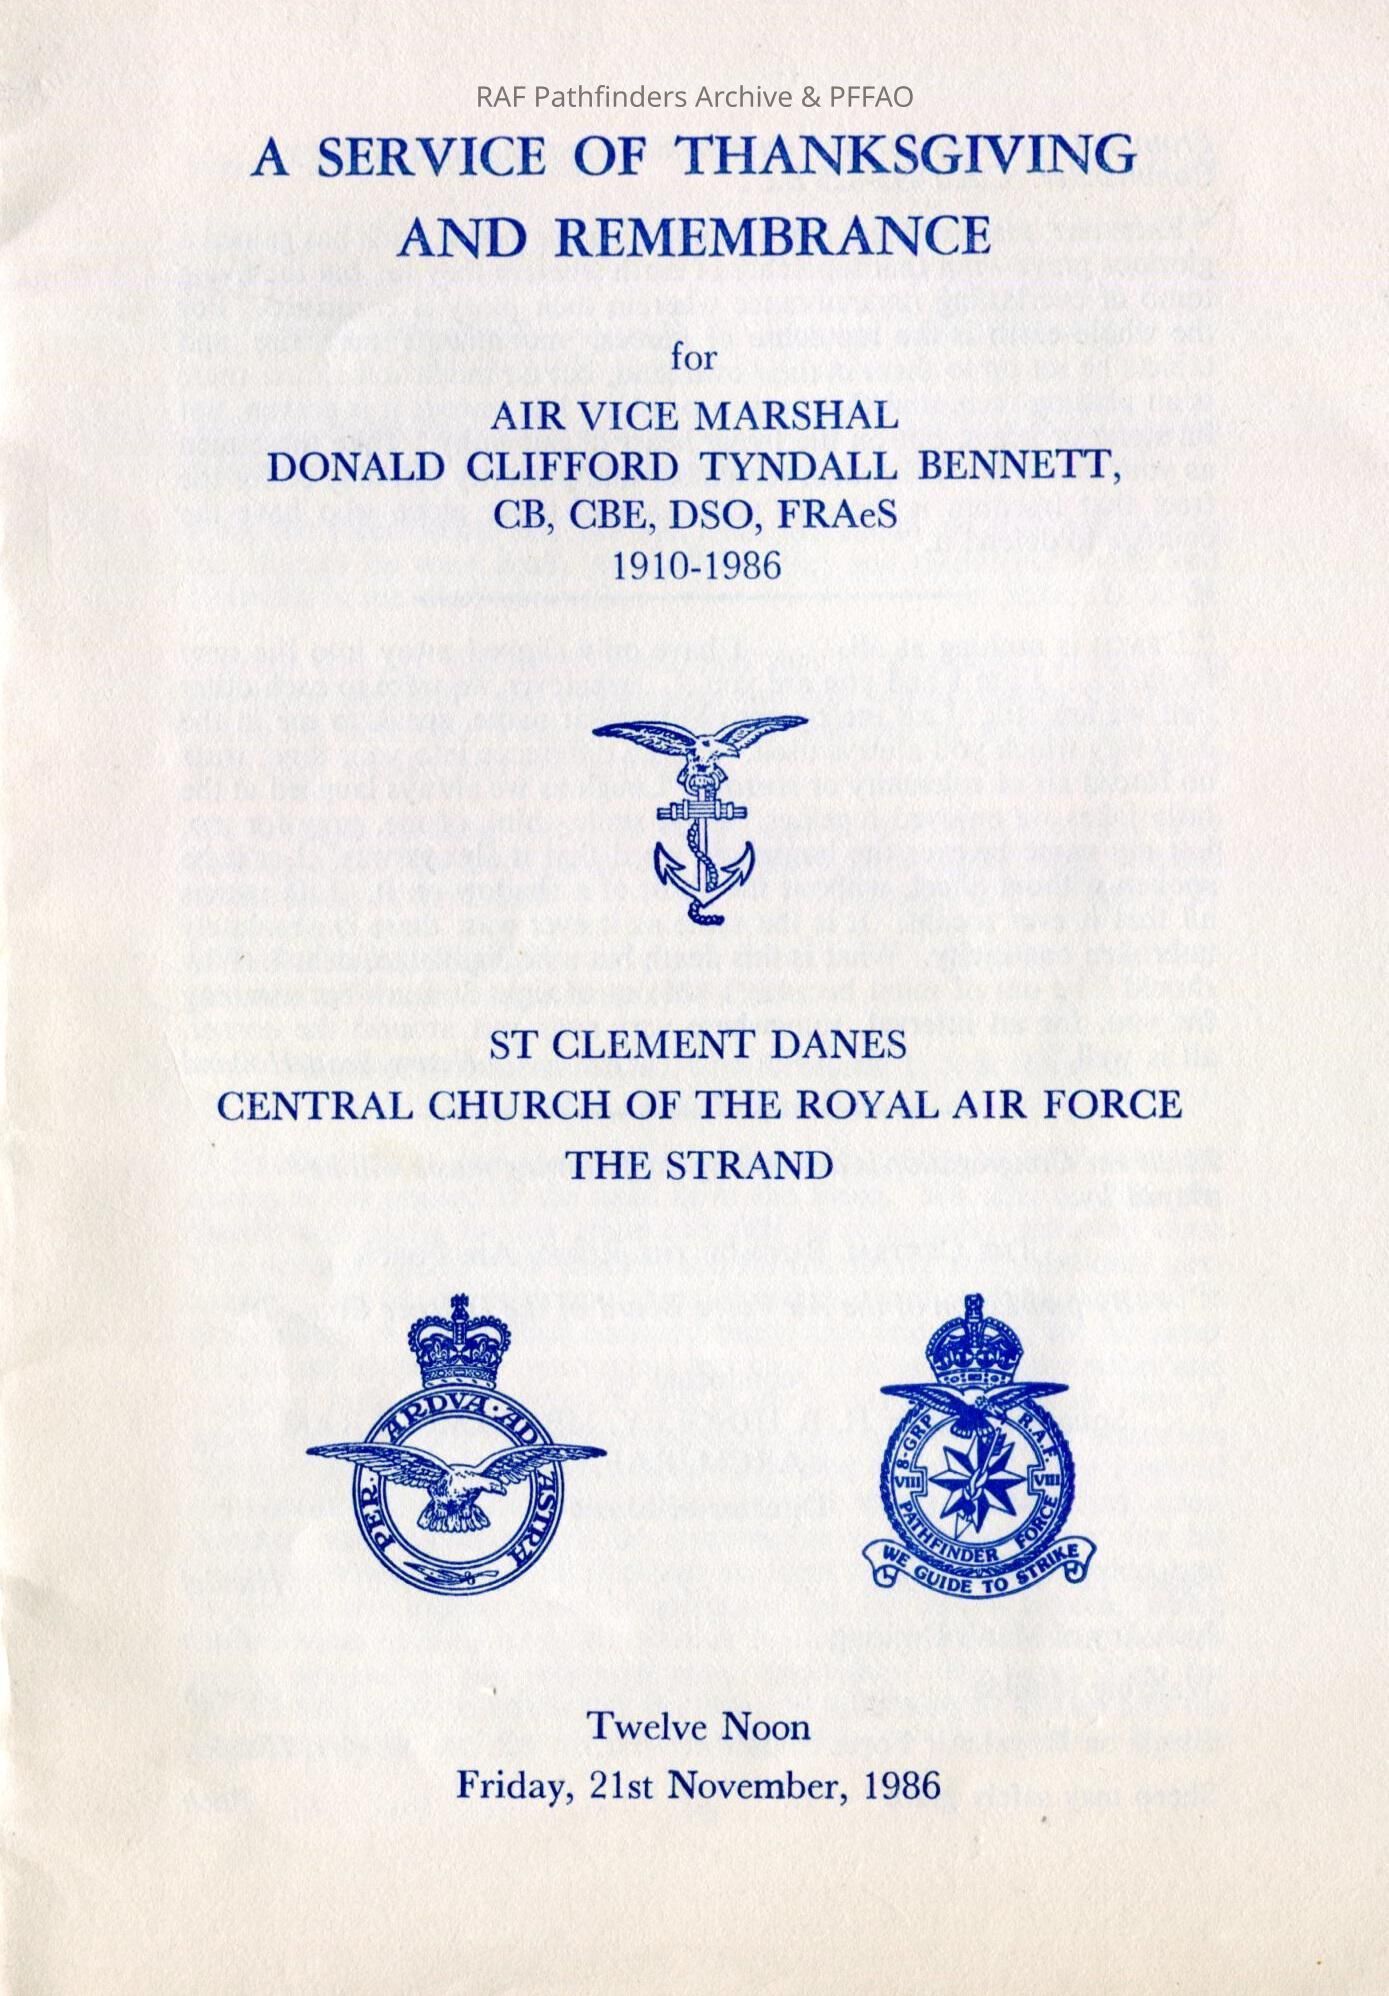 RAF Pathfinders Archive & PFFAO
A SERVICE OF THANKSGIVING
AND REMEMBRANCE
for
AIR VICE MARSHAL
DONALD CLIFFORD TYNDALL BENNETT,
CB, CBE, DSO, FRAeS
1910-1986
ST CLEMENT DANES
CENTRAL CHURCH OF THE ROYAL AIR FORCE
THE STRAND
PER · ARDVA · AD ASTRA
8·GRP R.A.F.
VIII VIII
PATHFINDER FORCE
WE GUIDE TO STRIKE
Twelve Noon
Friday, 21st November, 1986